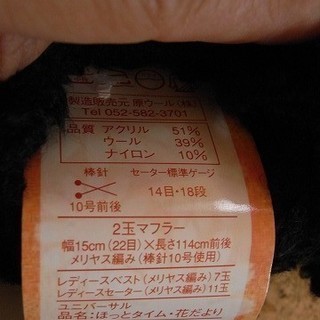 製造販売元 原ウール(株)
Tel 052-582-3701
品質 アクリル 51%
ウール 39%
ナイロン 10%
棒針 セーター標準ゲージ
14目・18段
10号前後
2玉マフラー
幅15cm(22目)×長さ114cm前後
メリヤス編み(棒針10号使用)
レディースベスト(メリヤス編み)7玉
レディースセーター(メリヤス編み)11玉
ユニバーサル
品名:ほっとタイム・花だより